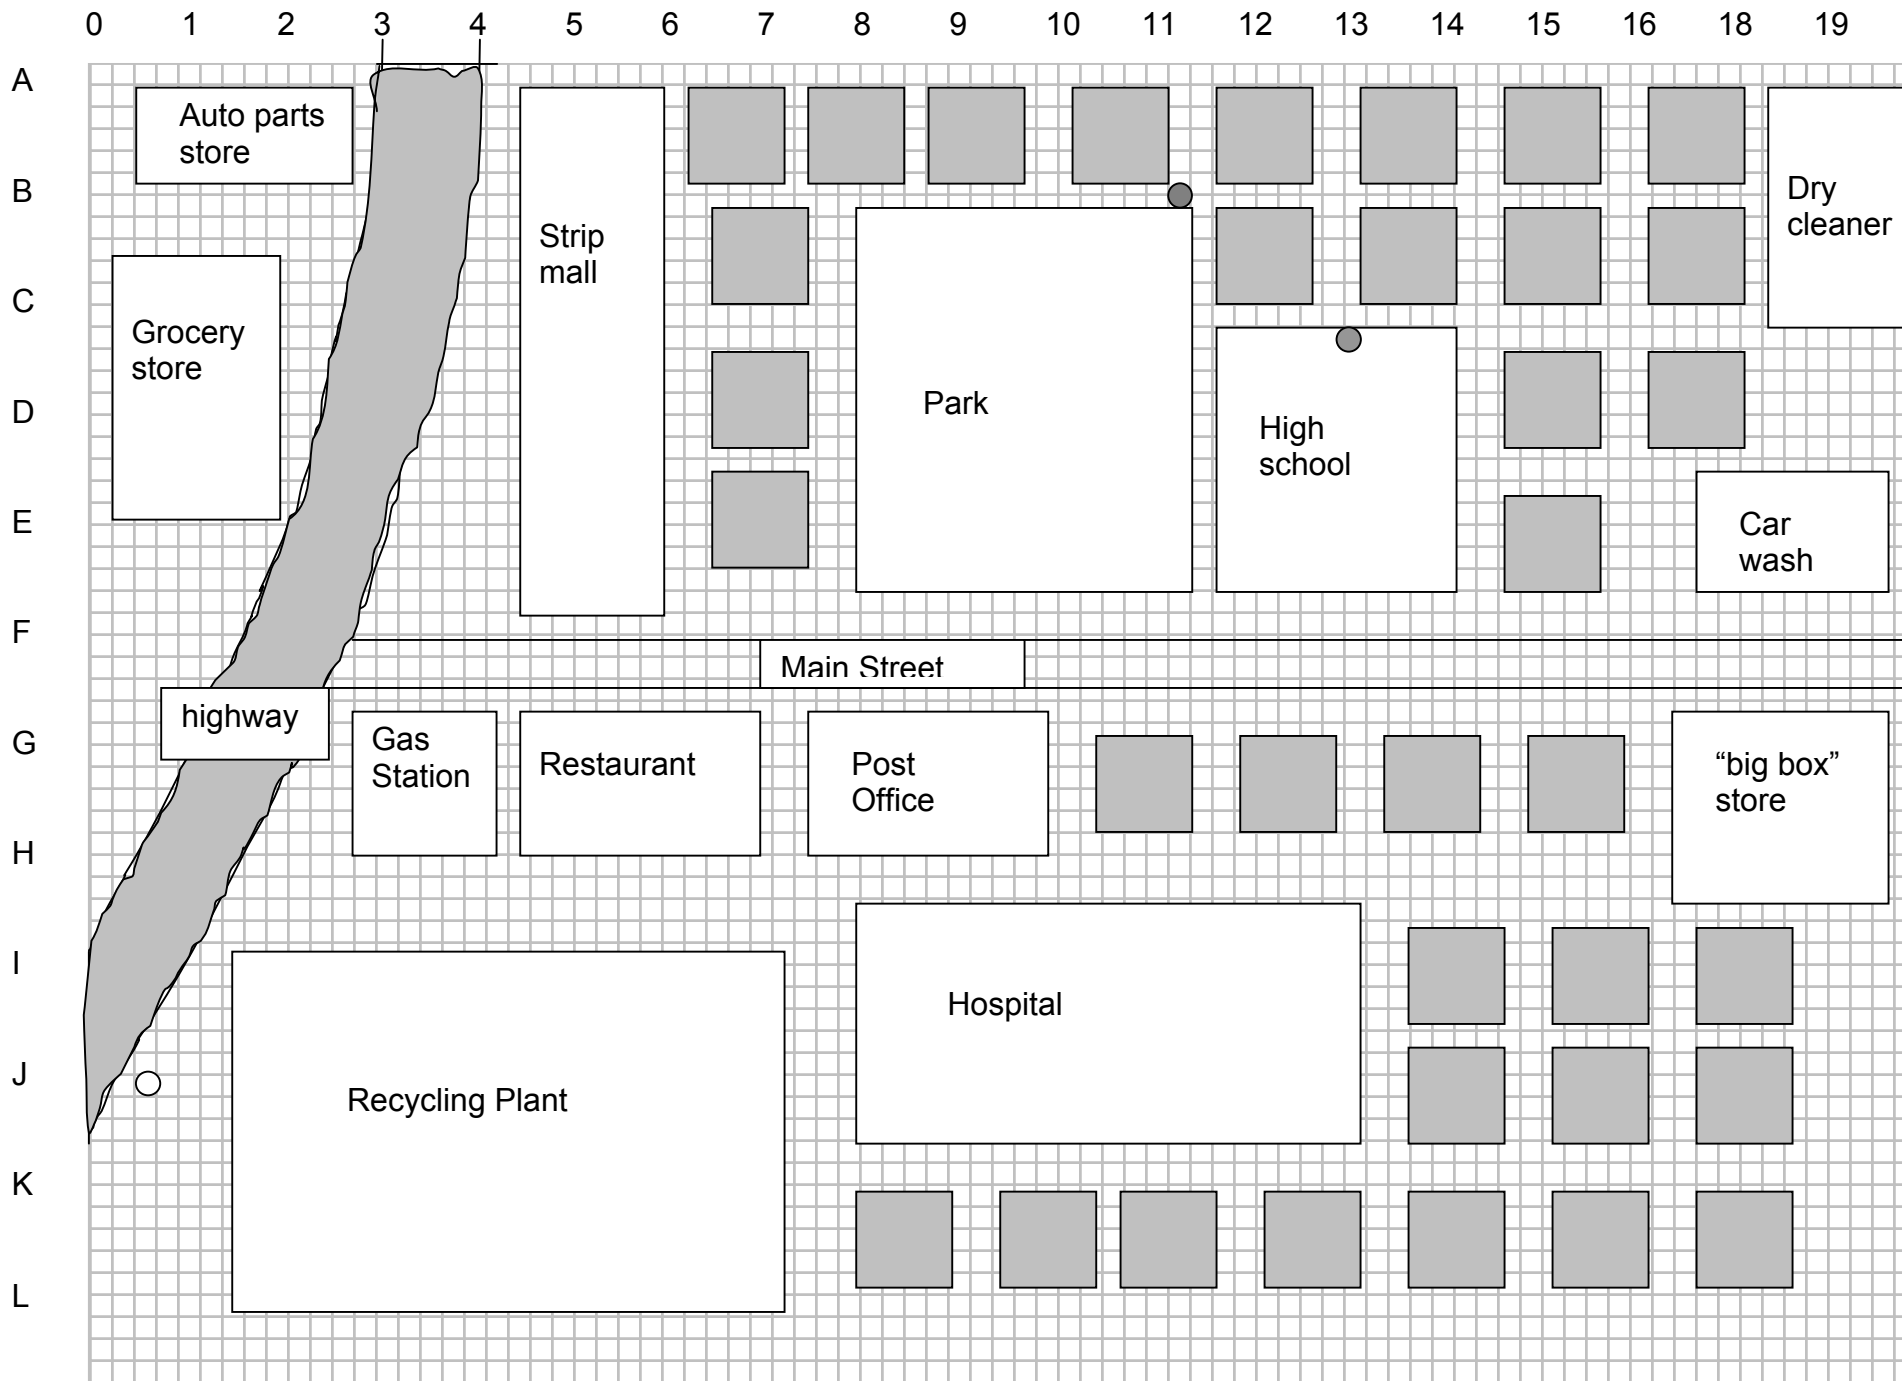 0 1 2 3 4 5 6 7 8 9 10 11 12 13 14 15 16 18 19
A
Auto parts
store
B
Strip
mall
Dry
cleaner
C
Grocery
store
D
Park
High
school
E
Car
wash
F
Main Street
highway
G
Gas
Station
Restaurant
Post
Office
“big box”
store
H
I
Hospital
J
Recycling Plant
K
L